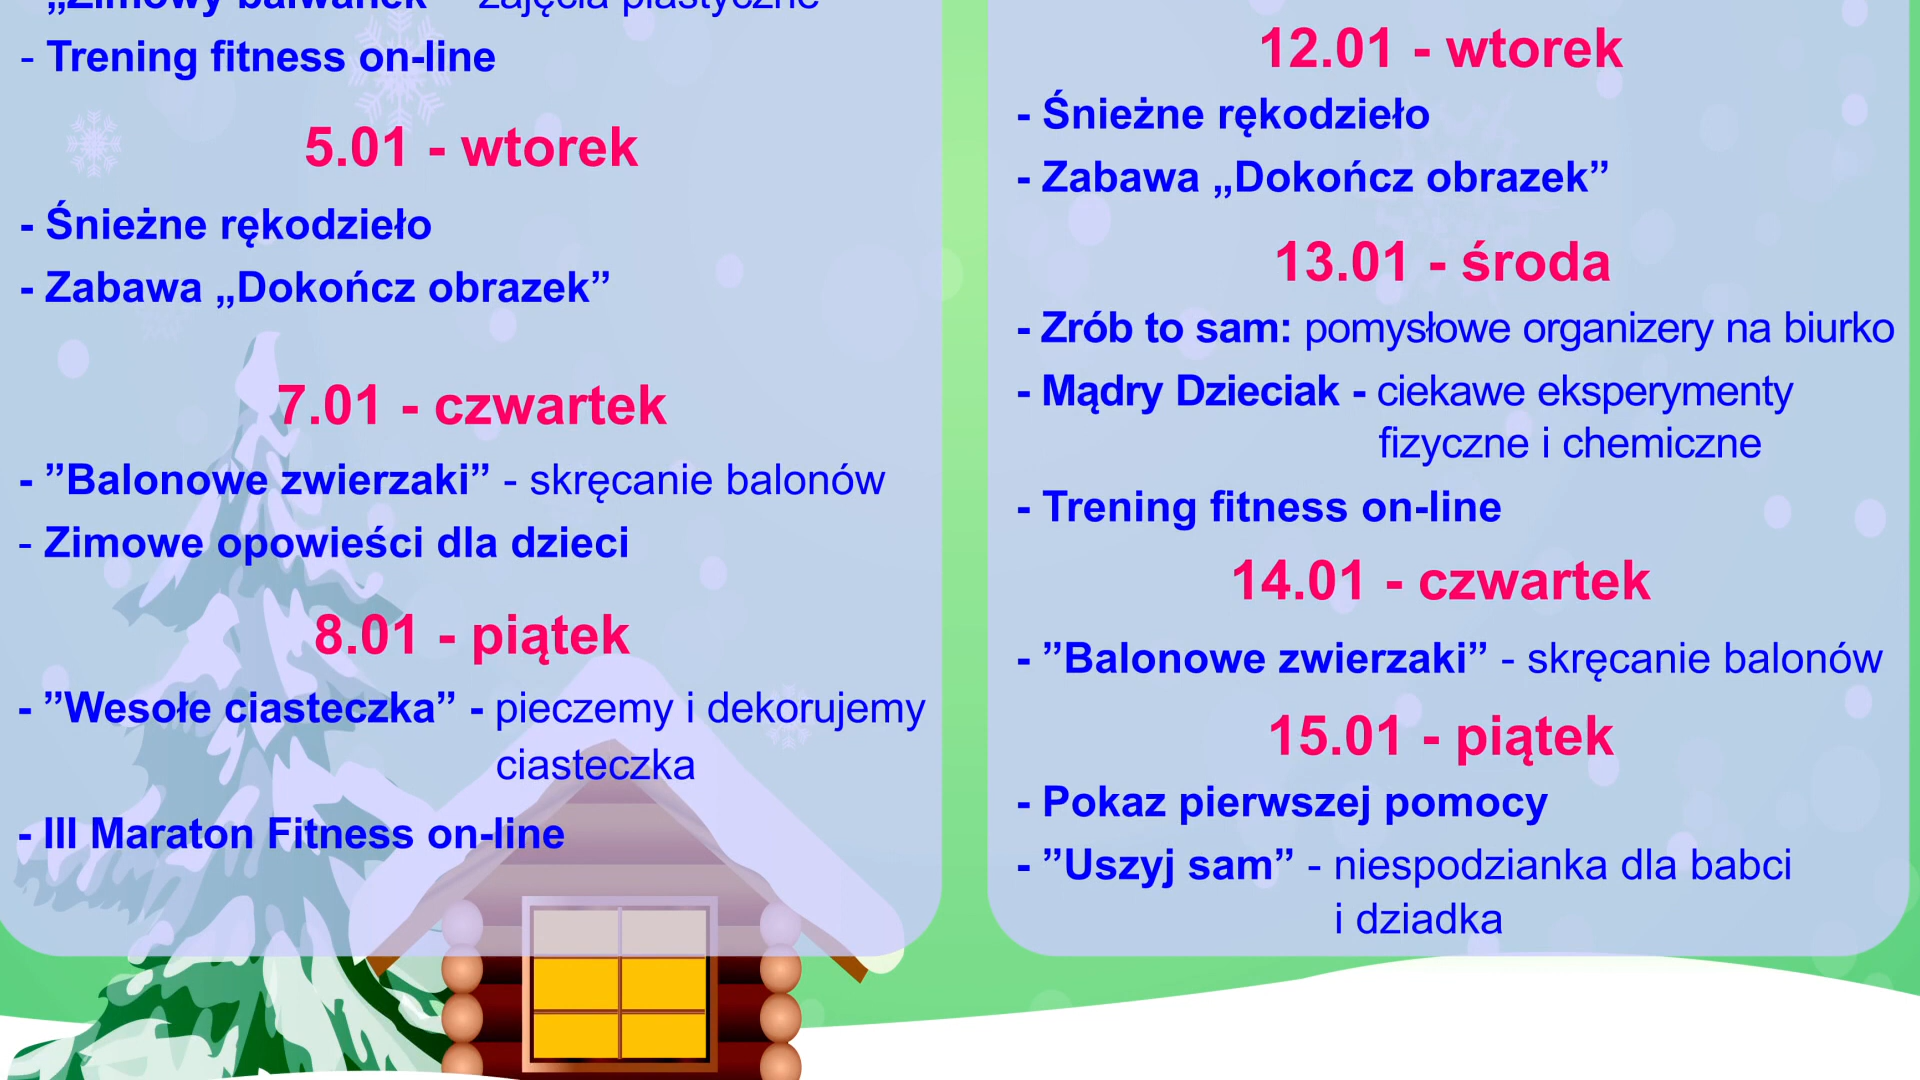 „Zimowy bałwanek” - zajęcia plastyczne
- Trening fitness on-line
5.01 - wtorek
- Śnieżne rękodzieło
- Zabawa „Dokończ obrazek”
7.01 - czwartek
- ”Balonowe zwierzaki” - skręcanie balonów
- Zimowe opowieści dla dzieci
8.01 - piątek
- ”Wesołe ciasteczka” - pieczemy i dekorujemy
ciasteczka
- III Maraton Fitness on-line
12.01 - wtorek
- Śnieżne rękodzieło
- Zabawa „Dokończ obrazek”
13.01 - środa
- Zrób to sam: pomysłowe organizery na biurko
- Mądry Dzieciak - ciekawe eksperymenty
fizyczne i chemiczne
- Trening fitness on-line
14.01 - czwartek
- ”Balonowe zwierzaki” - skręcanie balonów
15.01 - piątek
- Pokaz pierwszej pomocy
- ”Uszyj sam” - niespodzianka dla babci
i dziadka